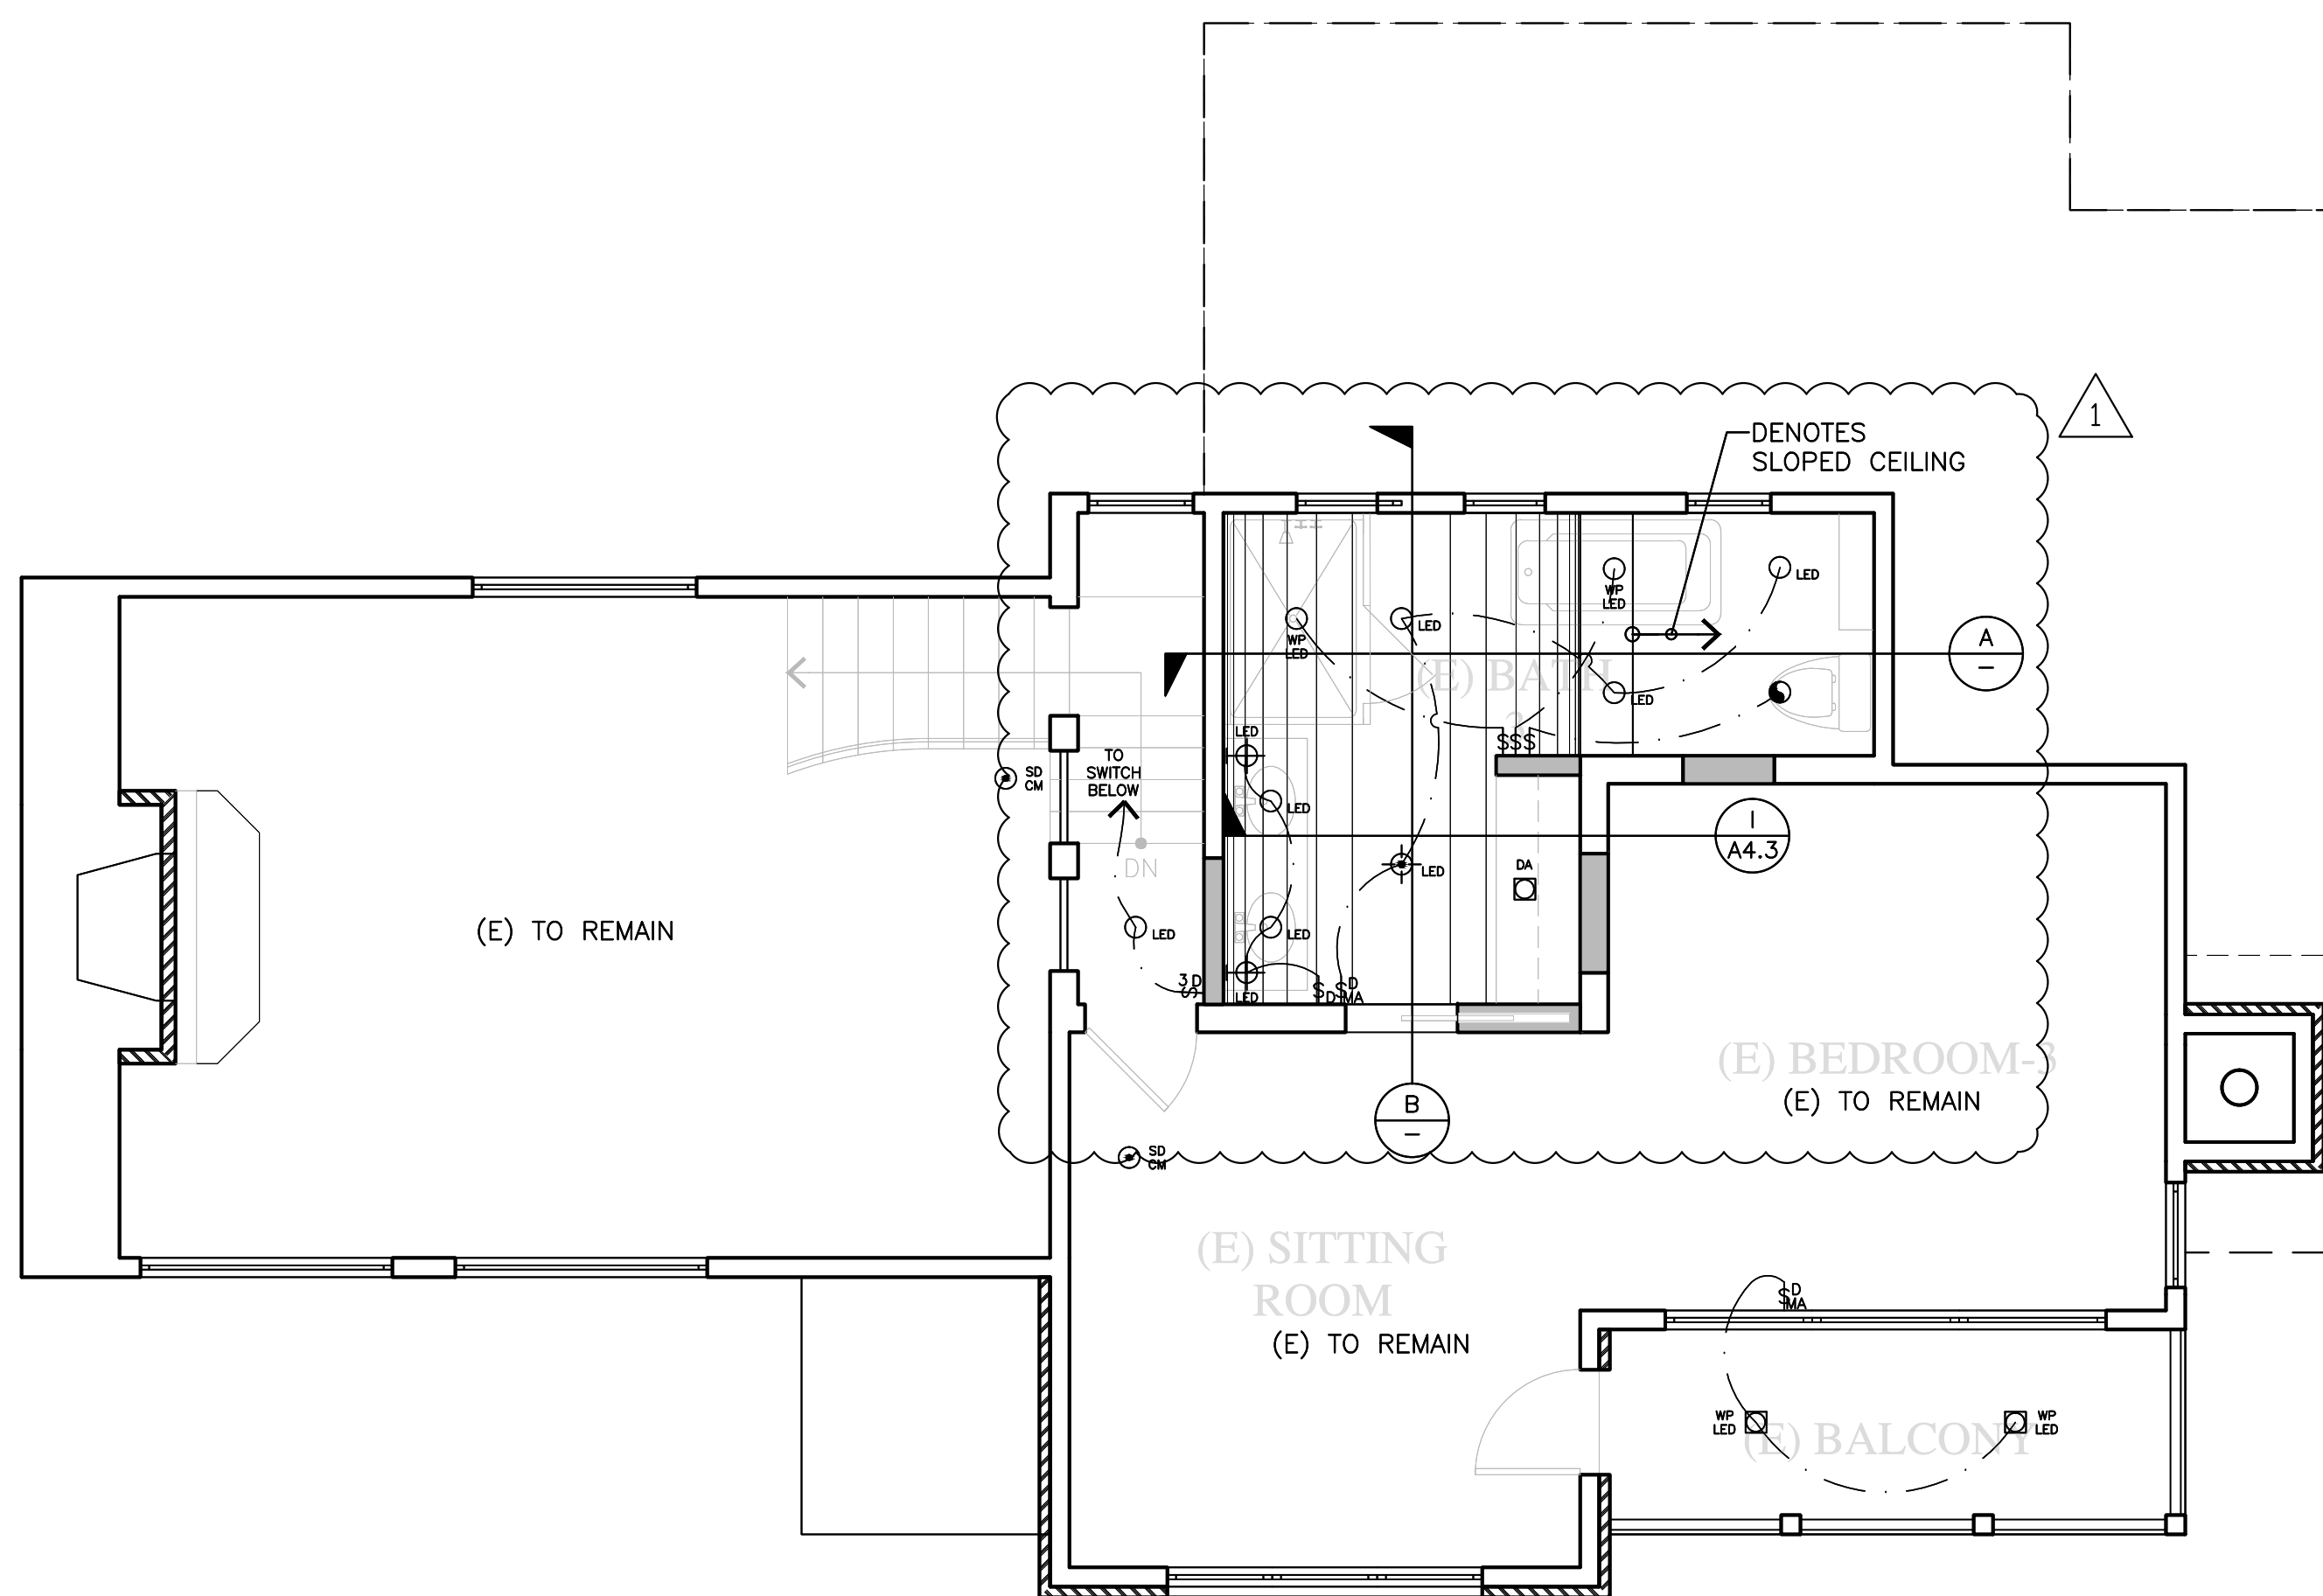 1
DENOTES
SLOPED CEILING
LED
WP
LED
WP
LED
LED
A
(E) BATH
3
LED
LED
$$$
TO
SWITCH
BELOW
SD
CM
LED
I
A4.3
DN
DA
LED
(E) TO REMAIN
LED
LED
3 D
$
$
D
$
D
MA
LED
(E) BEDROOM-3
(E) TO REMAIN
B
SD
CM
(E) SITTING
ROOM
(E) TO REMAIN
$
D
MA
WP
LED
(E) BALCONY
WP
LED